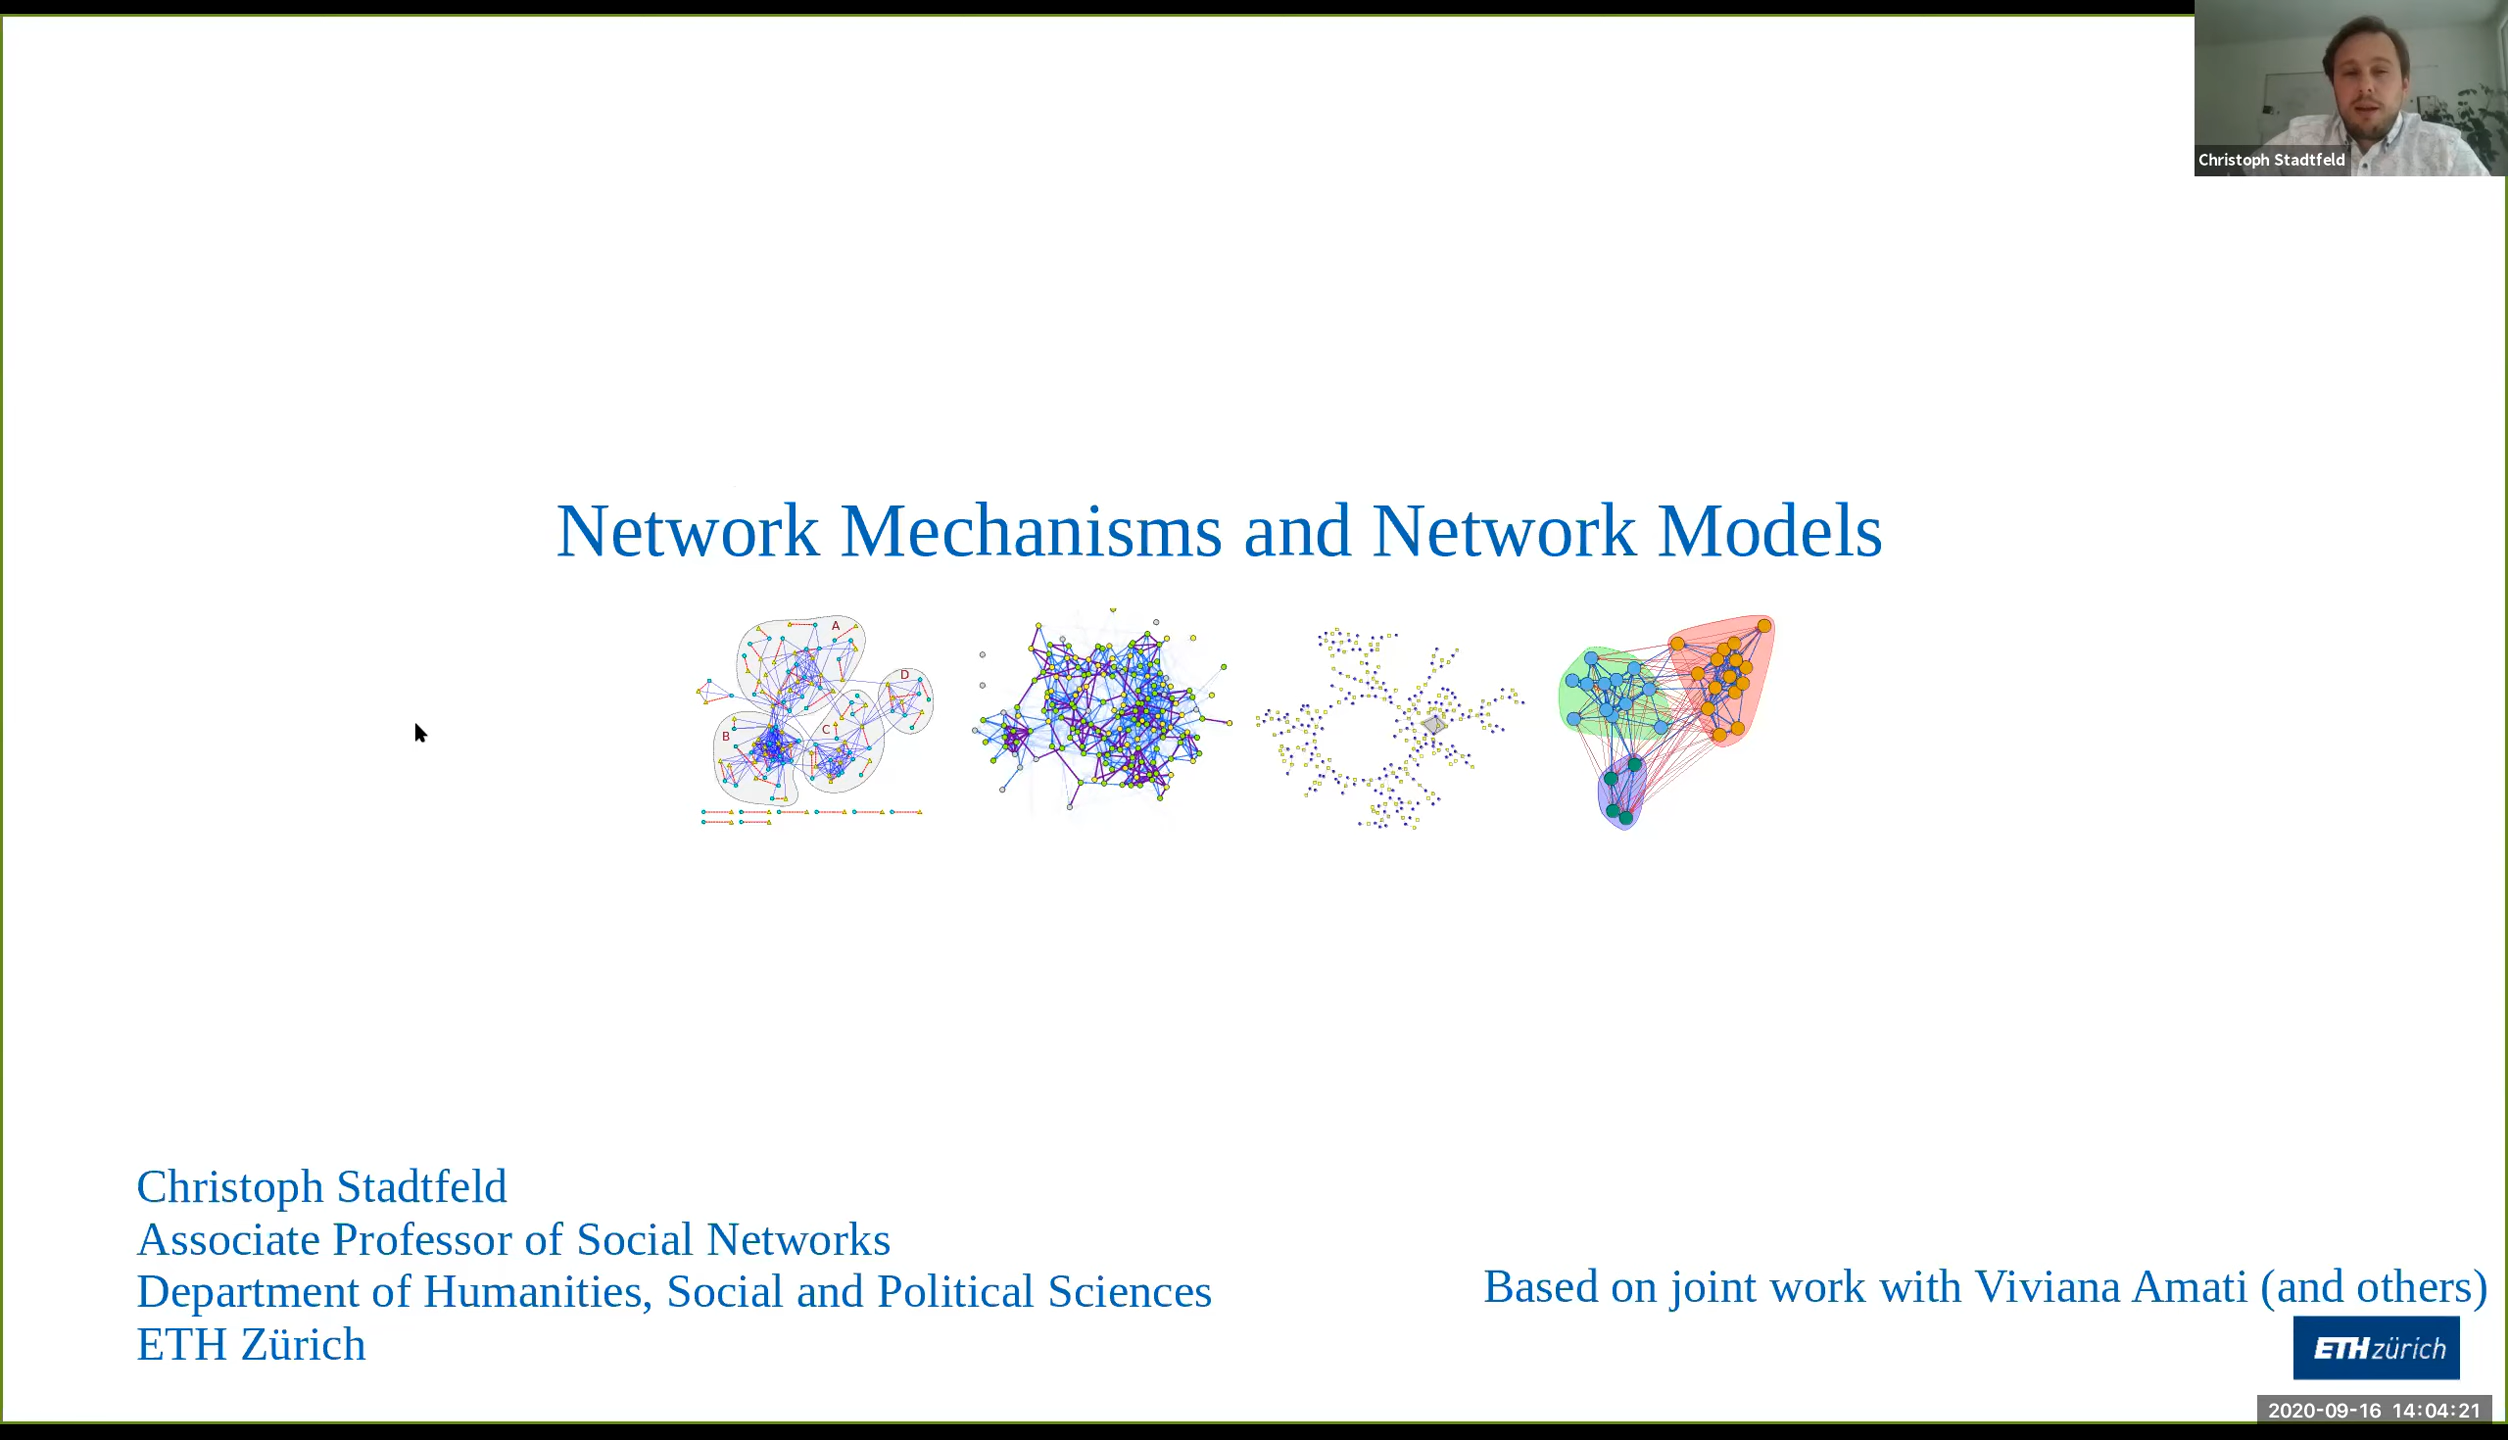 Christoph Stadtfeld
Network Mechanisms and Network Models
A
D
B
C
Christoph Stadtfeld
Associate Professor of Social Networks
Department of Humanities, Social and Political Sciences
ETH Zürich
Based on joint work with Viviana Amati (and others)
ETH zürich
2020-09-16 14:04:21